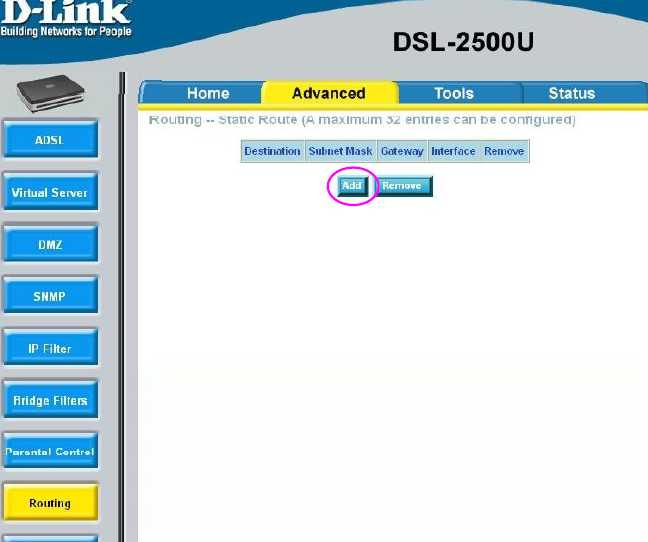 D-Link
Building Networks for People
DSL-2500U
Home Advanced Tools Status
Routing -- Static Route (A maximum 32 entries can be configured)
Destination Subnet Mask Gateway Interface Remove
Add Remove
ADSL
Virtual Server
DMZ
SNMP
IP Filter
Bridge Filters
Parental Control
Routing